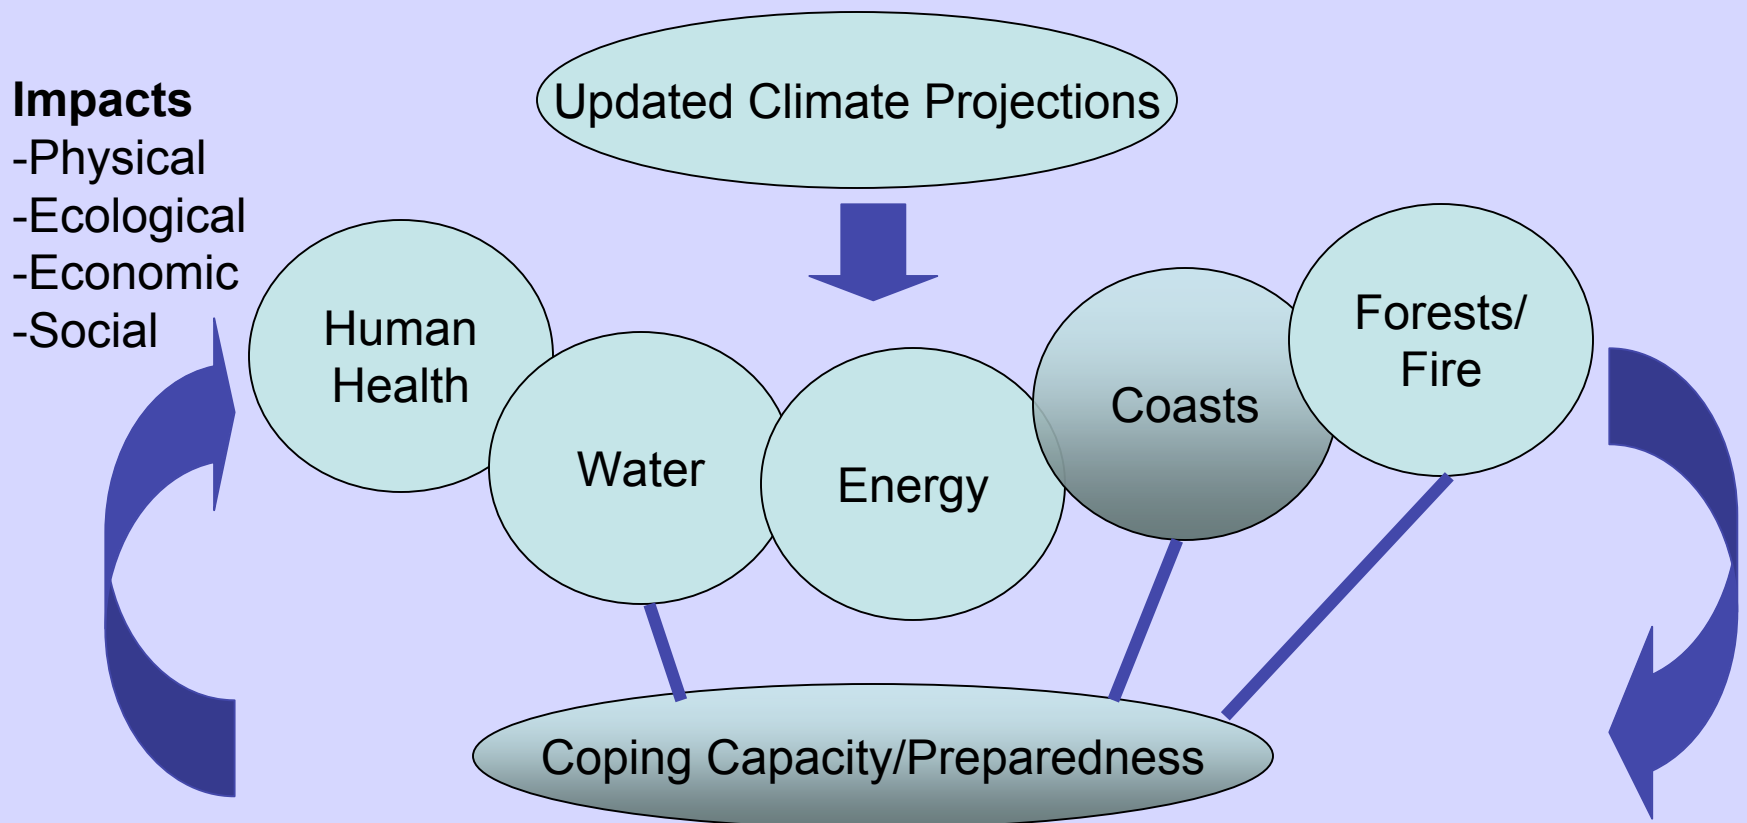 Updated Climate Projections
Impacts
-Physical
-Ecological
-Economic
-Social
Human
Health
Water
Energy
Coasts
Forests/
Fire
Coping Capacity/Preparedness